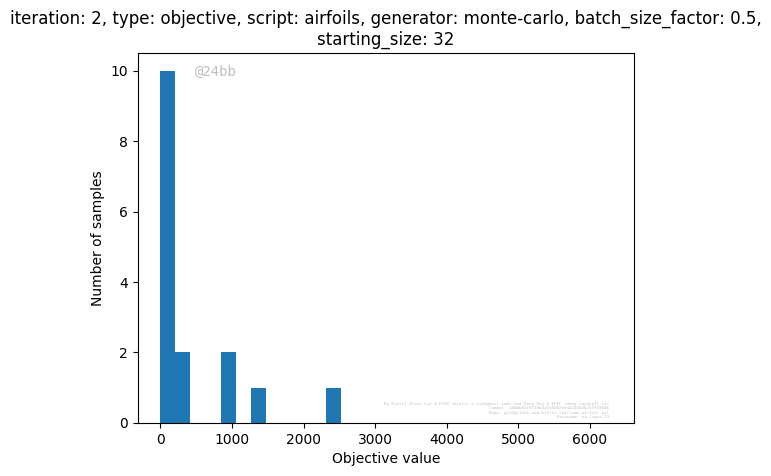 iteration: 2, type: objective, script: airfoils, generator: monte-carlo, batch_size_factor: 0.5,
starting_size: 32
@24bb
10
8
6
4
2
0
Number of samples
0 1000 2000 3000 4000 5000 6000
Objective value